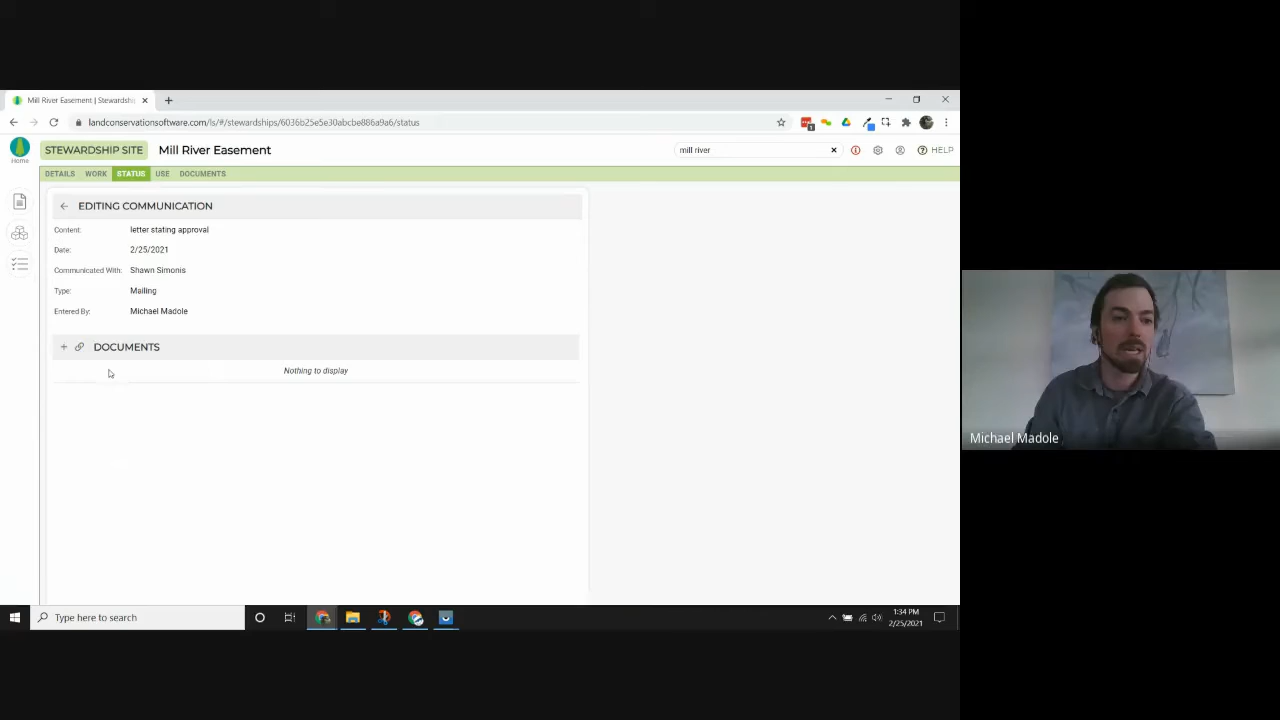 Mill River Easement | Stewardshi
landconservationsoftware.com/ls/#/stewardships/6036b25e5e30abcbe886a9a6/status
1
Home
STEWARDSHIP SITE
Mill River Easement
mill river
HELP
DETAILS
WORK
STATUS
USE
DOCUMENTS
EDITING COMMUNICATION
Content: letter stating approval
Date: 2/25/2021
Communicated With: Shawn Simonis
Type: Mailing
Entered By: Michael Madole
DOCUMENTS
Nothing to display
Michael Madole
Type here to search
1:34 PM
2/25/2021